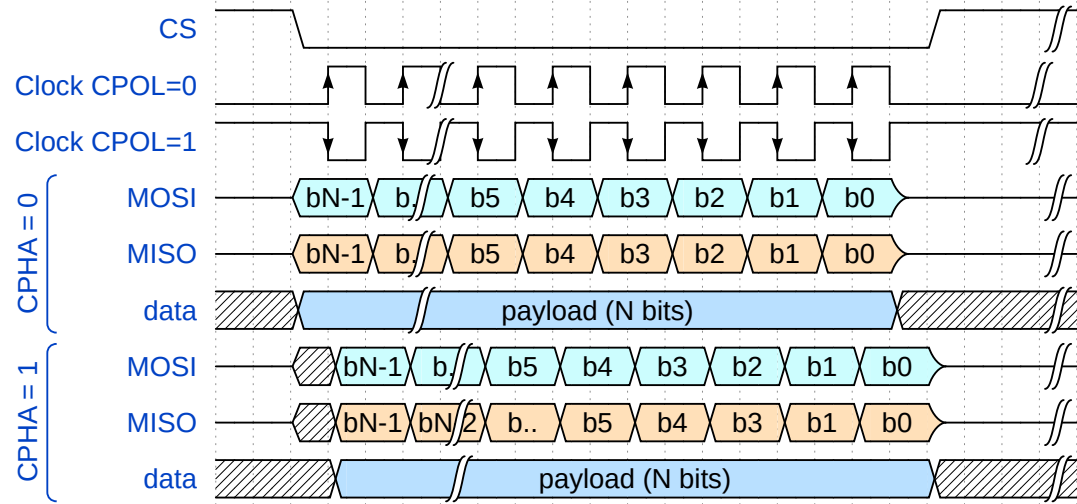 CS
Clock CPOL=0
Clock CPOL=1
CPHA = 0
MOSI bN-1 b. b5 b4 b3 b2 b1 b0
MISO bN-1 b. b5 b4 b3 b2 b1 b0
data payload (N bits)
CPHA = 1
MOSI bN-1 b. b5 b4 b3 b2 b1 b0
MISO bN-1 bN 2 b.. b5 b4 b3 b1 b0
data payload (N bits)